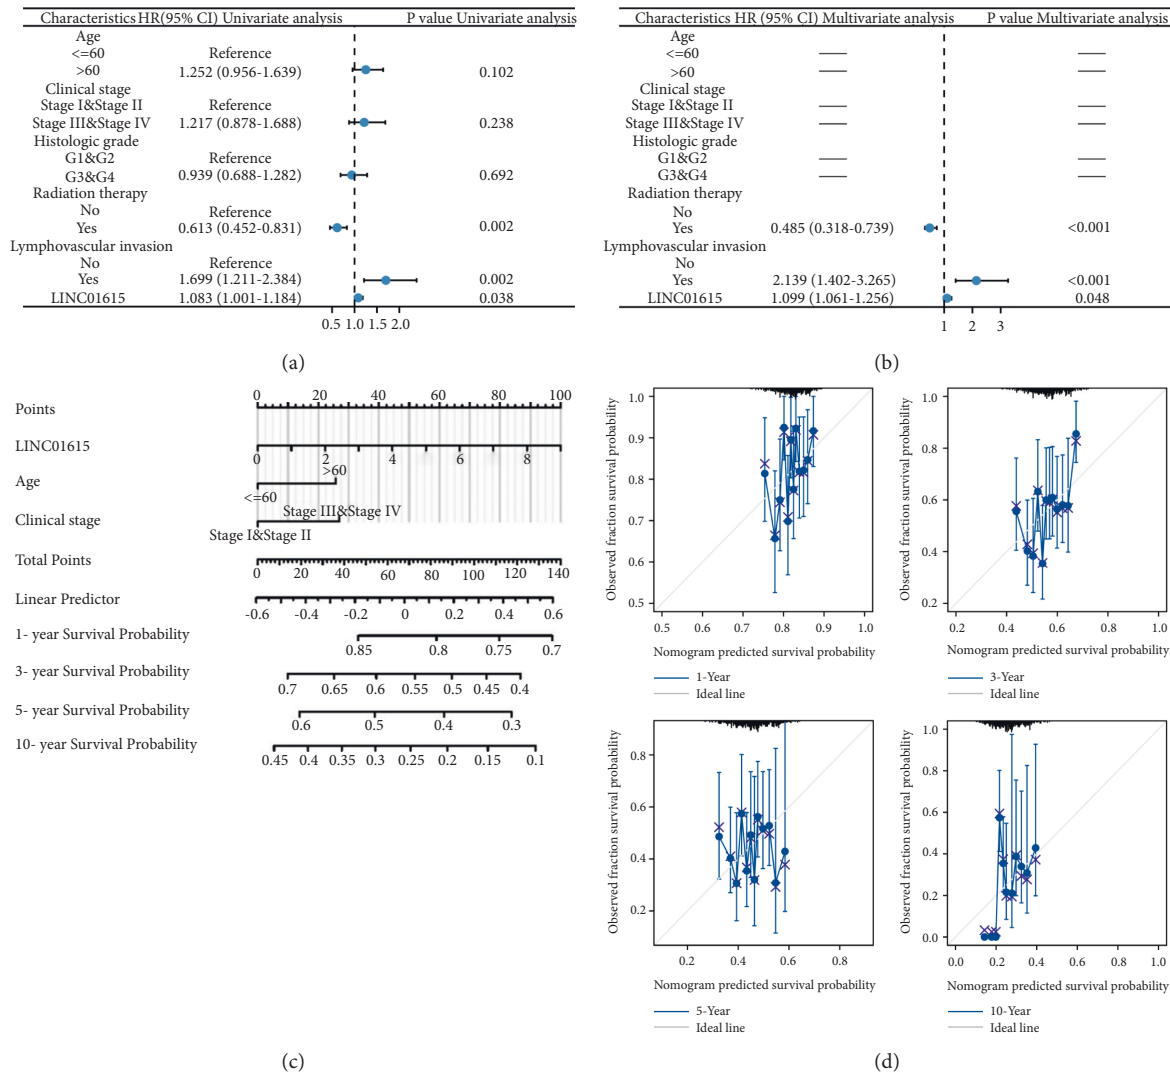 Characteristics HR(95% CI) Univariate analysis P value Univariate analysis
Age
<=60 Reference
>60 1.252 (0.956-1.639) 0.102
Clinical stage
Stage I&Stage II Reference
Stage III&Stage IV 1.217 (0.878-1.688) 0.238
Histologic grade
G1&G2 Reference
G3&G4 0.939 (0.688-1.282) 0.692
Radiation therapy
No Reference
Yes 0.613 (0.452-0.831) 0.002
Lymphovascular invasion
No Reference
Yes 1.699 (1.211-2.384) 0.002
LINC01615 1.083 (1.001-1.184) 0.038
0.5 1.0 1.5 2.0
(a)
Characteristics HR (95% CI) Multivariate analysis P value Multivariate analysis
Age
<=60
>60
Clinical stage
Stage I&Stage II
Stage III&Stage IV
Histologic grade
G1&G2
G3&G4
Radiation therapy
No
Yes 0.485 (0.318-0.739) <0.001
Lymphovascular invasion
No
Yes 2.139 (1.402-3.265) <0.001
LINC01615 1.099 (1.061-1.256) 0.048
1 2 3
(b)
Points
0 20 40 60 80 100
LINC01615
0 2 4 6 8
Age
>60
<=60
Clinical stage
Stage III&Stage IV
Stage I&Stage II
Total Points
0 20 40 60 80 100 120 140
Linear Predictor
-0.6 -0.4 -0.2 0 0.2 0.4 0.6
1- year Survival Probability
0.85 0.8 0.75 0.7
3- year Survival Probability
0.7 0.65 0.6 0.55 0.5 0.45 0.4
5- year Survival Probability
0.6 0.5 0.4 0.3
10- year Survival Probability
0.45 0.4 0.35 0.3 0.25 0.2 0.15 0.1
(c)
Observed fraction survival probability
1.0
0.9
0.8
0.7
0.6
0.5
0.5 0.6 0.7 0.8 0.9 1.0
Nomogram predicted survival probability
1-Year
Ideal line
Observed fraction survival probability
1.0
0.8
0.6
0.4
0.2
0.2 0.4 0.6 0.8 1.0
Nomogram predicted survival probability
3-Year
Ideal line
Observed fraction survival probability
0.8
0.6
0.4
0.2
0.2 0.4 0.6 0.8
Nomogram predicted survival probability
5-Year
Ideal line
Observed fraction survival probability
1.0
0.8
0.6
0.4
0.2
0.0
0.0 0.2 0.4 0.6 0.8 1.0
Nomogram predicted survival probability
10-Year
Ideal line
(d)